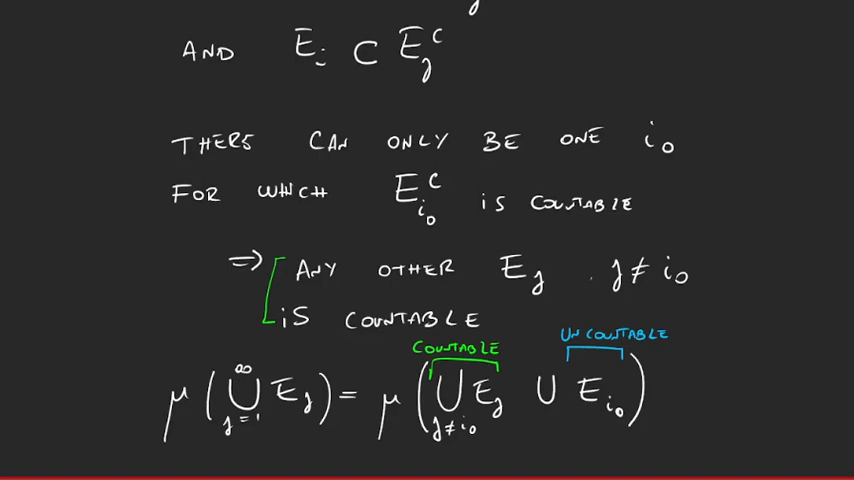 AND E_i ⊂ E_j^c
THERE CAN ONLY BE ONE i_0
FOR WHICH E_{i_0}^c iS COUNTABLE
⇒ ANY OTHER E_j . j ≠ i_0
iS COUNTABLE
COUNTABLE UNCOUNTABLE
μ ( ⋃_{j=1}^∞ E_j ) = μ ( ⋃_{j≠i_0} E_j ∪ E_{i_0} )